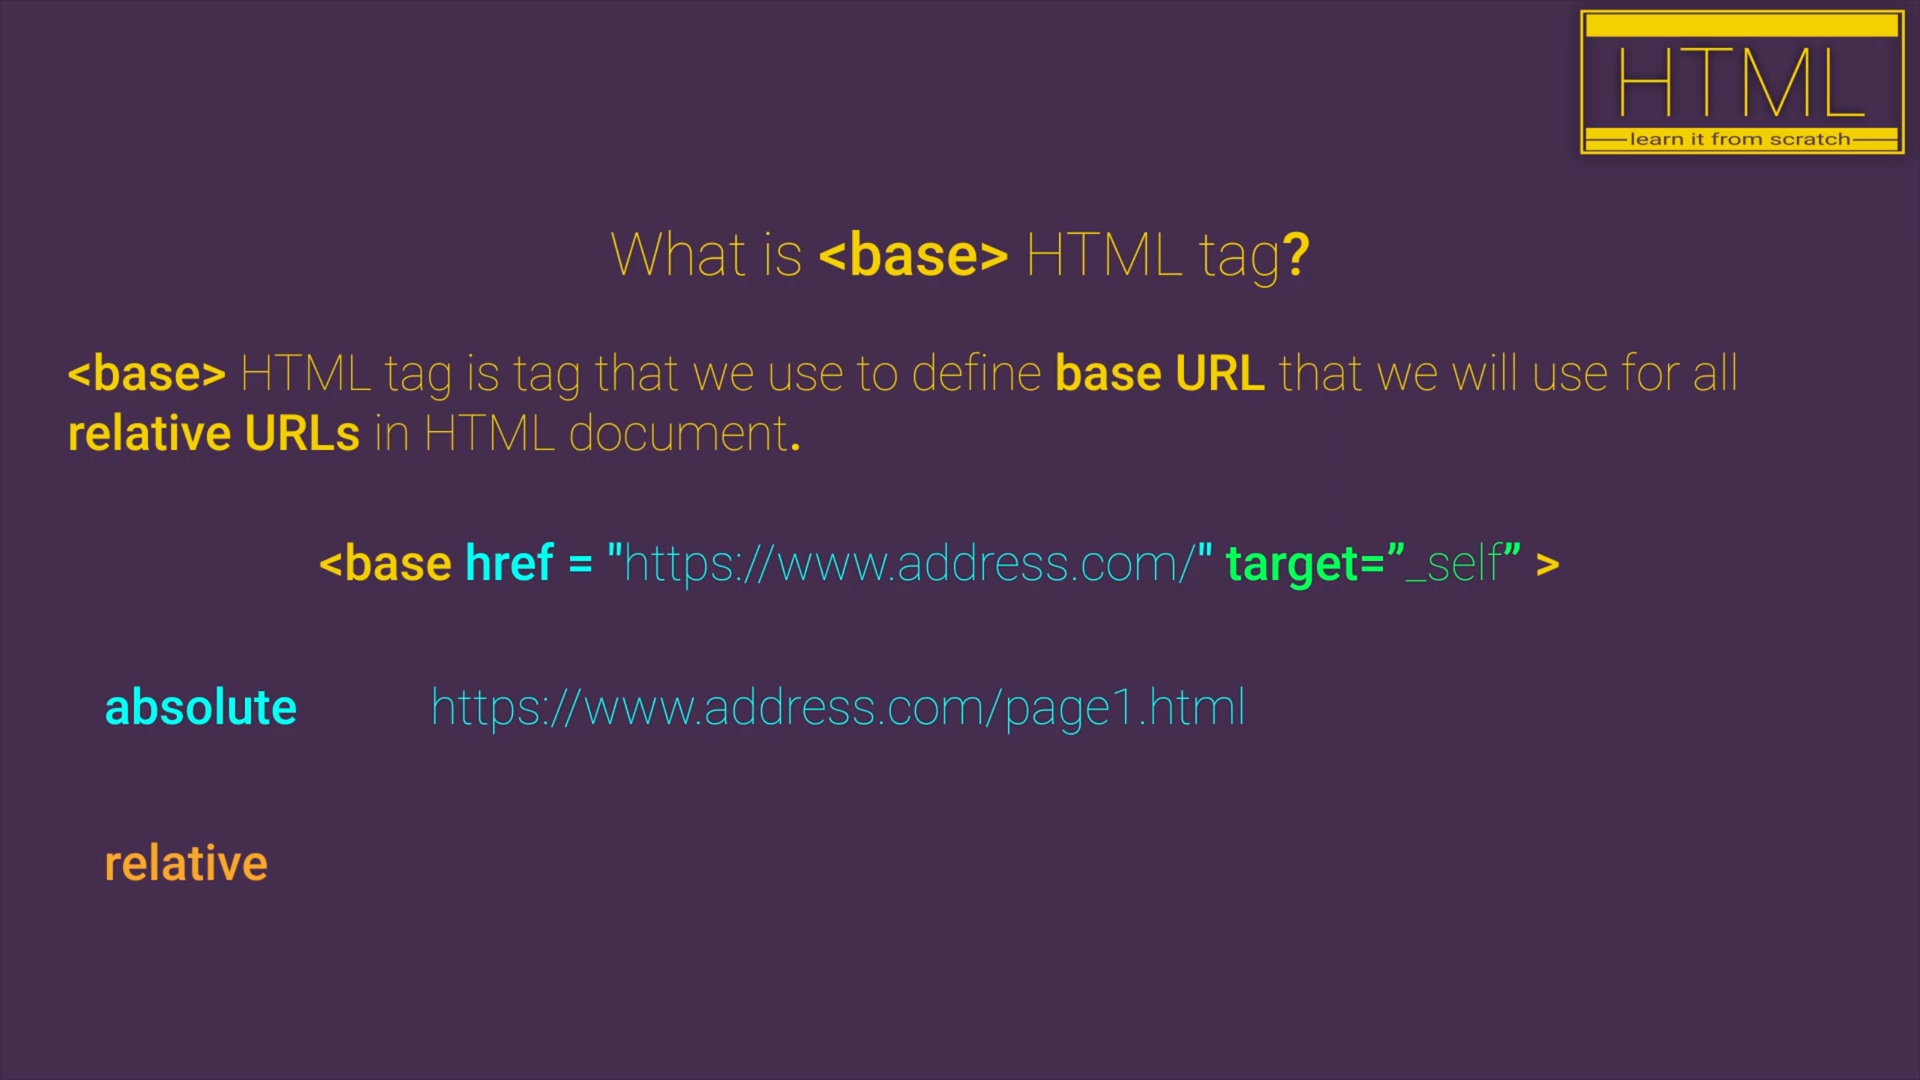 HTML
learn it from scratch
What is <base> HTML tag?
<base> HTML tag is tag that we use to define base URL that we will use for all
relative URLs in HTML document.
<base href = "https://www.address.com/" target=”_self” >
absolute https://www.address.com/page1.html
relative